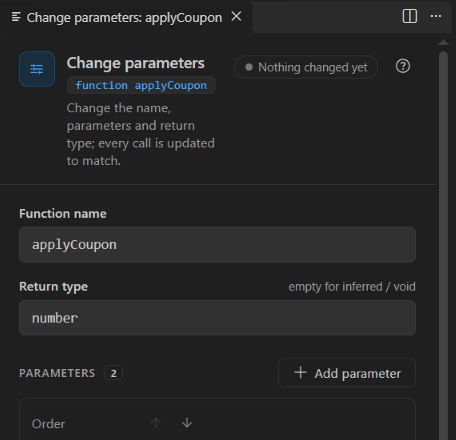 Change parameters: applyCoupon
Change parameters
Nothing changed yet
function applyCoupon
Change the name,
parameters and return
type; every call is updated
to match.
Function name
applyCoupon
Return type
empty for inferred / void
number
PARAMETERS 2
Add parameter
Order